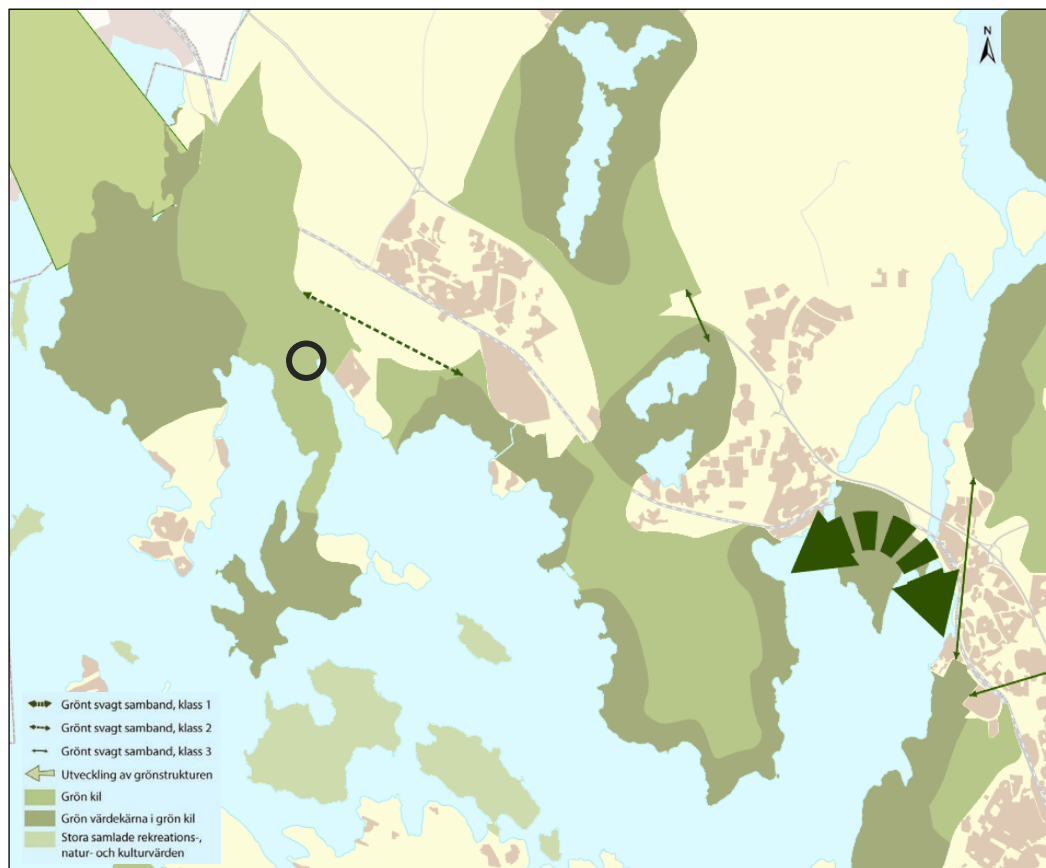 N
Grönt svagt samband, klass 1
Grönt svagt samband, klass 2
Grönt svagt samband, klass 3
Utveckling av grönstrukturen
Grön kil
Grön värdekärna i grön kil
Stora samlade rekreations-,
natur- och kulturvärden